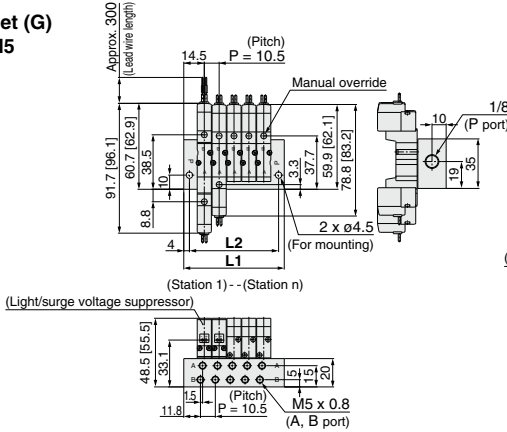 et (G)
15
Approx. 300
(Lead wire length)
14.5
(Pitch)
P = 10.5
Manual override
91.7 [96.1]
60.7 [62.9]
38.5
10
8.8
3.3
37.7
59.9 [62.1]
78.8 [83.2]
4
L2
L1
2 x ø4.5
(For mounting)
10
1/8
(P port)
19
35
(Station 1) - - (Station n)
(Light/surge voltage suppressor)
48.5 [55.5]
33.1
A
A
B
B
5
15
20
1.5
11.8
(Pitch)
P = 10.5
M5 x 0.8
(A, B port)